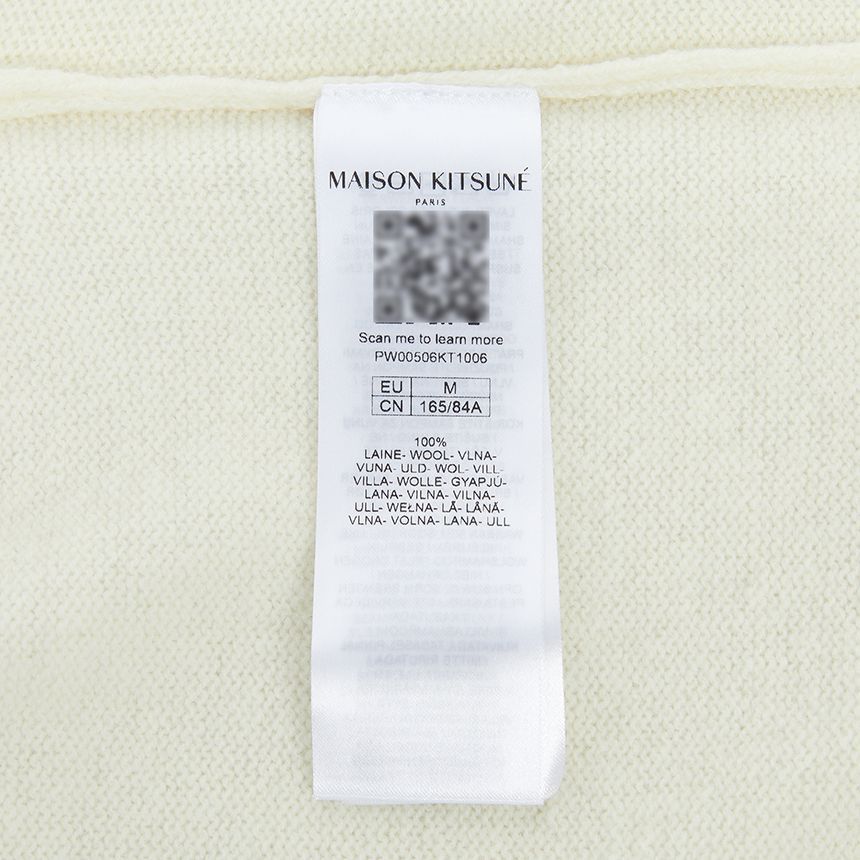 MAISON KITSUNÉ
PARIS
Scan me to learn more
PW00506KT1006
EU M
CN 165/84A
100%
LAINE- WOOL- VLNA-
VUNA- ULD- WOL- VILL-
VILLA- WOLLE- GYAPJÚ-
LANA- VILNA- VILNA-
ULL- WEŁNA- LÃ- LÂNĂ-
VLNA- VOLNA- LANA- ULL